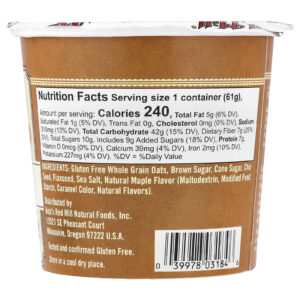 Nutrition Facts Serving size 1 container (61g),
Amount per serving: Calories 240, Total Fat 5g (6% DV),
Saturated Fat 1g (5% DV), Trans Fat 0g, Cholesterol 0mg (0% DV), Sodium
(13% DV), Total Carbohydrate 42g (15% DV), Dietary Fiber 7g (25%
DV), Total Sugars 10g, Includes 9g Added Sugars (18% DV), Protein 7g,
Vitamin D 0mcg (0% DV), Calcium 39mg (4% DV), Iron 2mg (10% DV),
Potassium 227mg (4% DV). %DV = %Daily Value
INGREDIENTS: Gluten Free Whole Grain Oats, Brown Sugar, Cane Sugar,
Flaxseed, Sea Salt, Natural Maple Flavor (Maltodextrin, Modified Food
Starch, Caramel Color, Natural Flavors).
Distributed by
Bob's Red Mill Natural Foods, Inc.
13521 SE Pheasant Court
Milwaukie, Oregon 97222 U.S.A.
Tested and confirmed Gluten Free.
Store in a cool dry place.
0 39978 03184 6